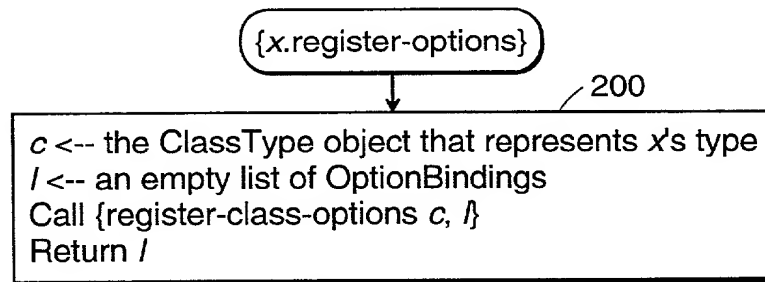 {x.register-options}
200
c <-- the ClassType object that represents x's type
l <-- an empty list of OptionBindings
Call {register-class-options c, l}
Return l